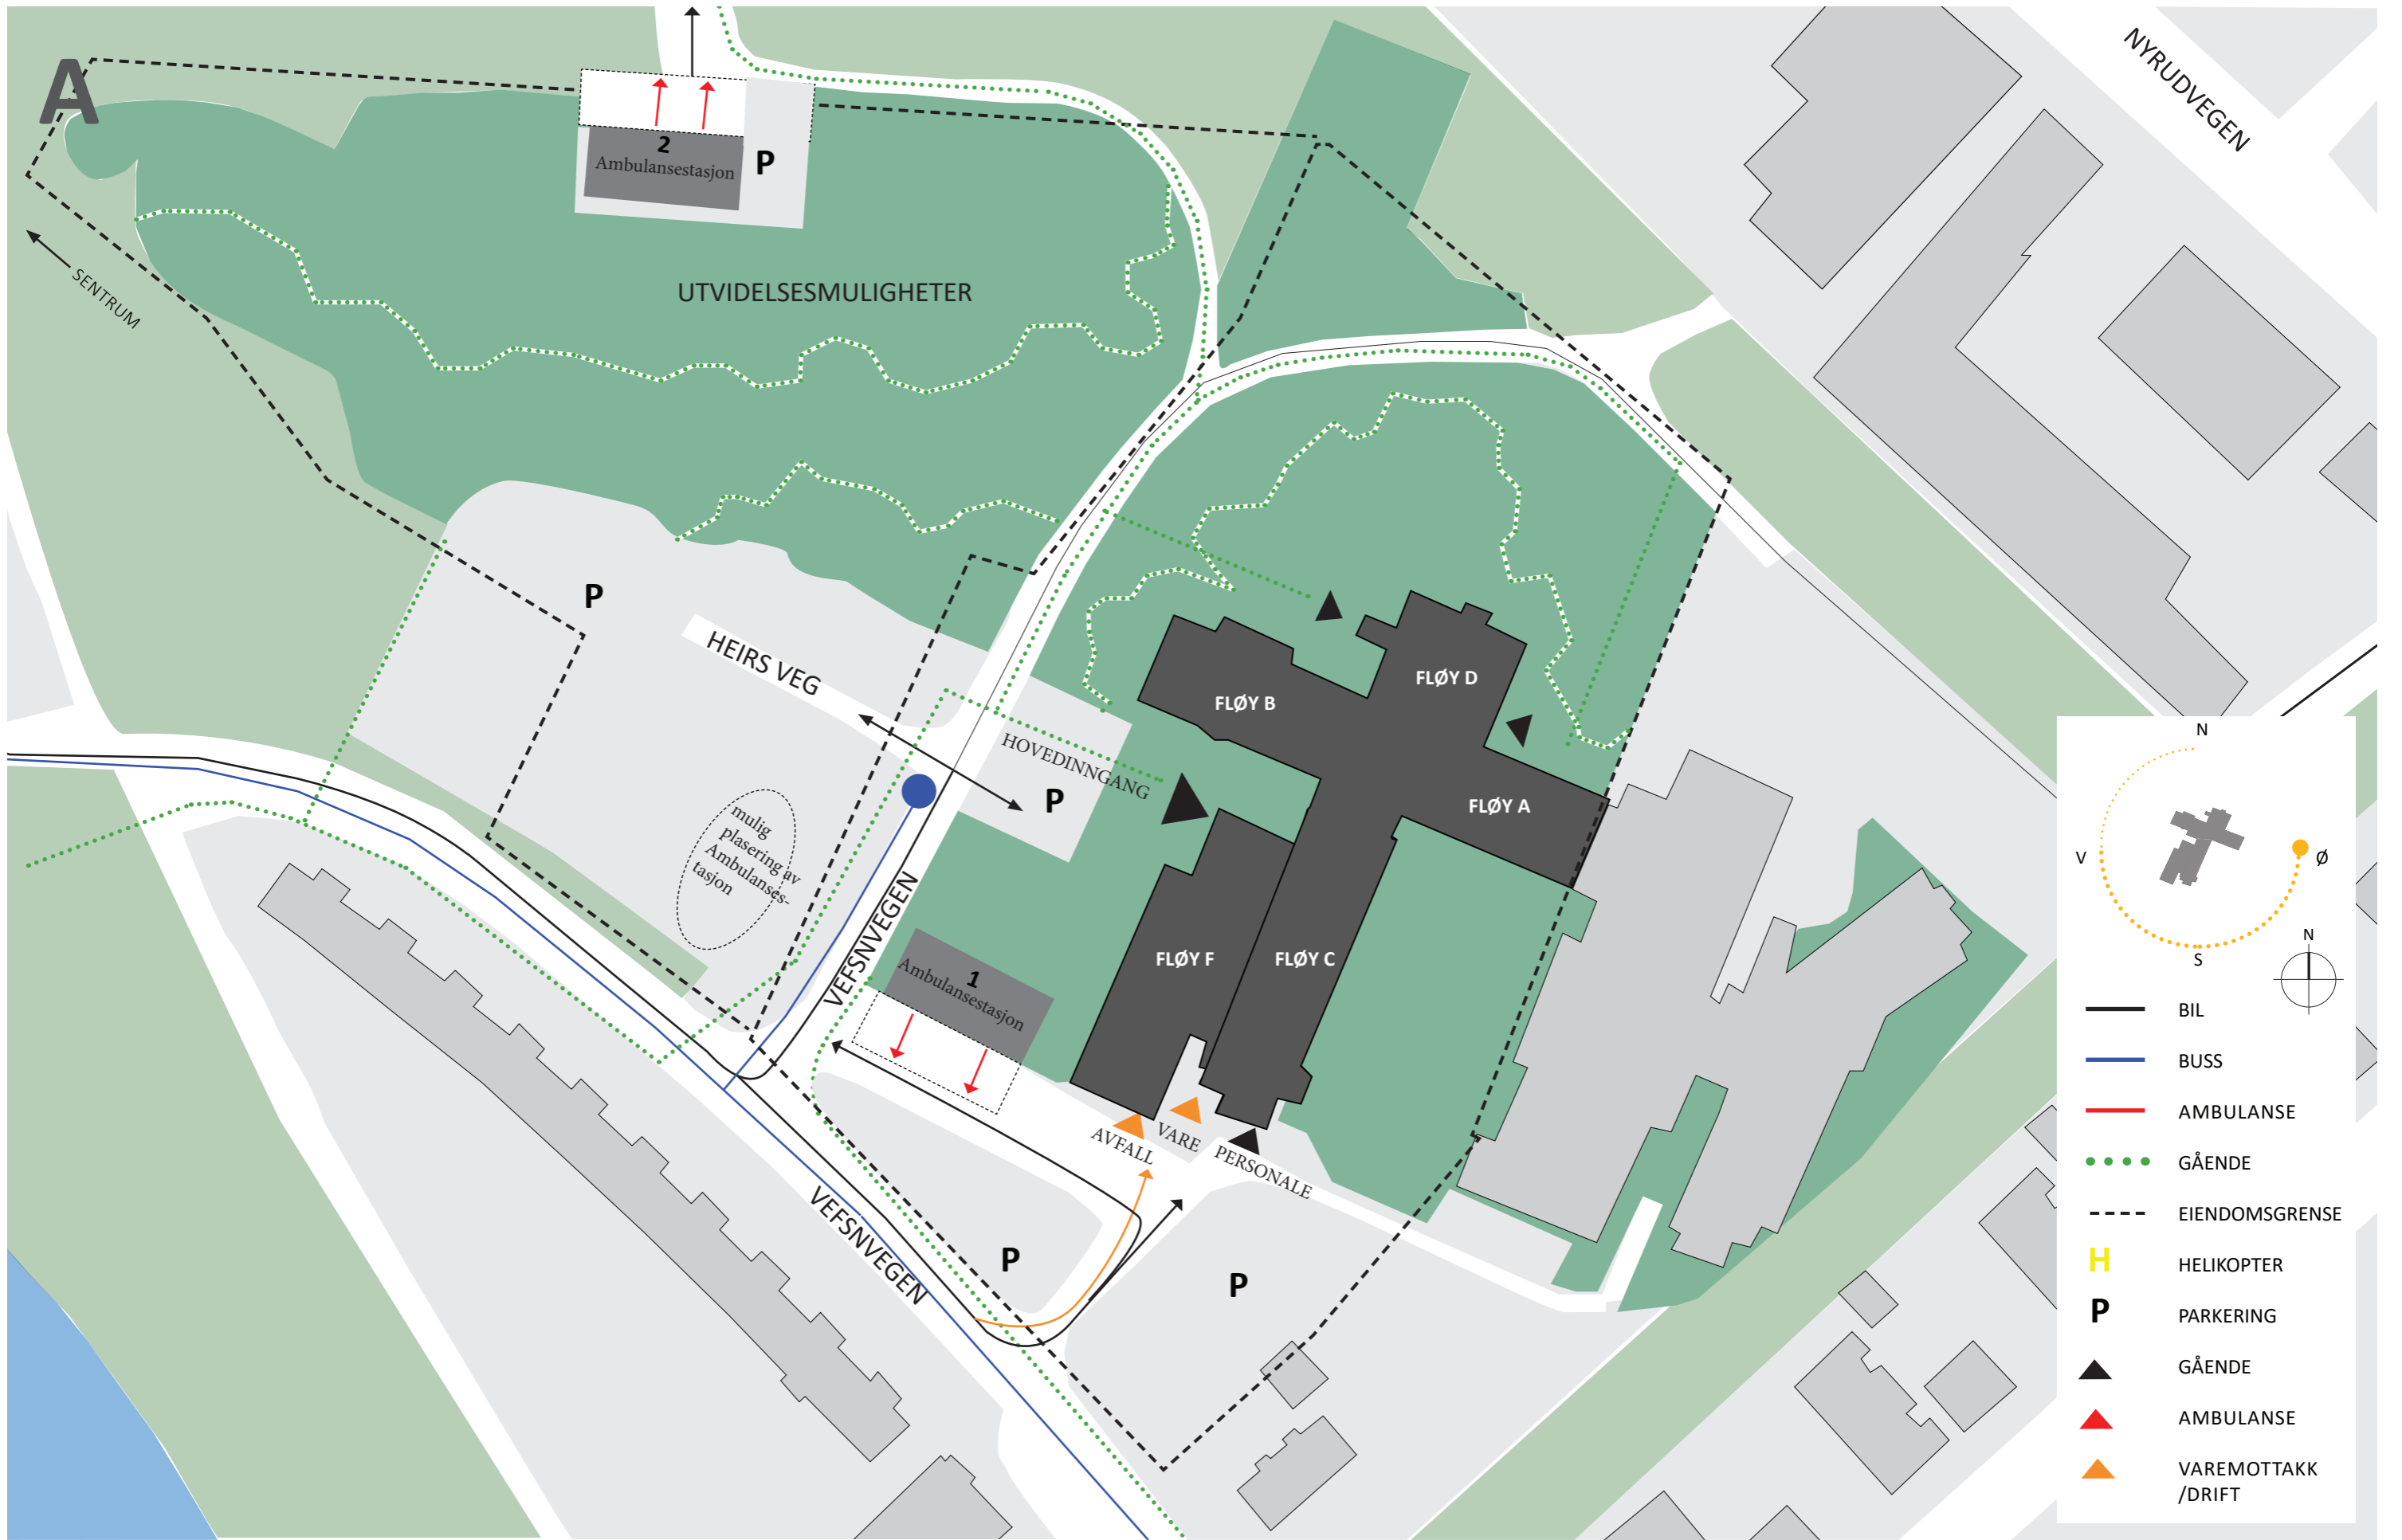 A
NYRUDVEGEN
2
Ambulansestasjon
P
SENTRUM
UTVIDELSESMULIGHETER
P
HEIRS VEG
FLØY D
FLØY B
HOVEDINNGANG
P
FLØY A
mulig
plasering av
Ambulanses-
tasjon
VEFSNVEGEN
FLØY F
FLØY C
1
Ambulansestasjon
AVFALL
VARE
PERSONALE
VEFSNVEGEN
P
P
N
V
Ø
S
N
BIL
BUSS
AMBULANSE
GÅENDE
EIENDOMSGRENSE
H HELIKOPTER
P PARKERING
GÅENDE
AMBULANSE
VAREMOTTAKK
/DRIFT